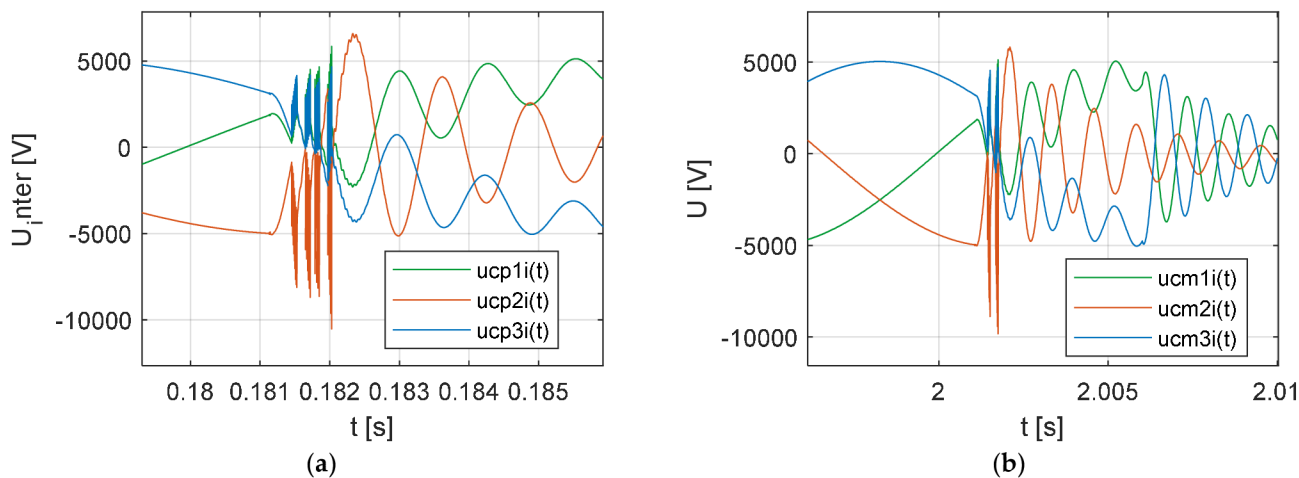 5000
0
-5000
-10000
U_inter [V]
0.18
0.181
0.182
0.183
0.184
0.185
t [s]
ucp1i(t)
ucp2i(t)
ucp3i(t)
(a)
5000
0
-5000
-10000
U [V]
2
2.005
2.01
t [s]
ucm1i(t)
ucm2i(t)
ucm3i(t)
(b)